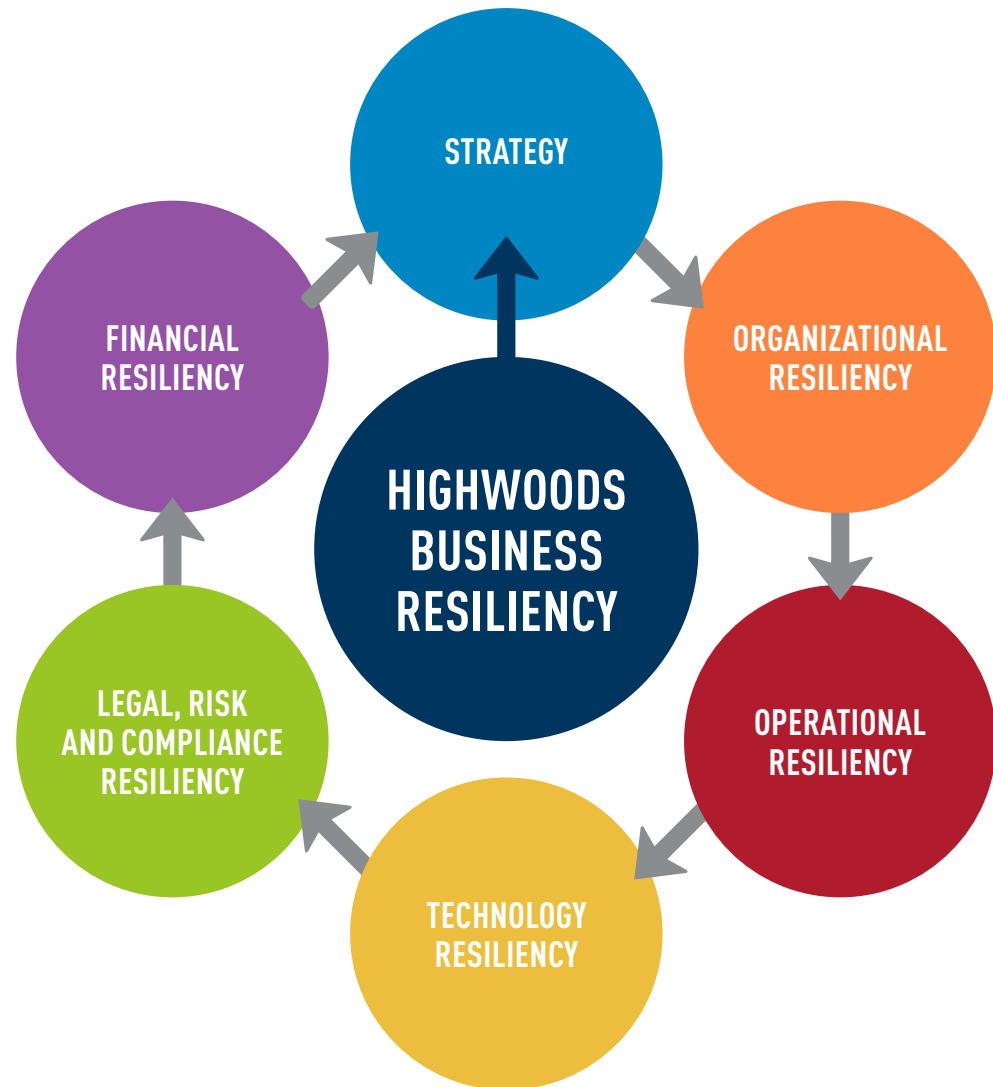 STRATEGY
ORGANIZATIONAL
RESILIENCY
OPERATIONAL
RESILIENCY
TECHNOLOGY
RESILIENCY
LEGAL, RISK
AND COMPLIANCE
RESILIENCY
FINANCIAL
RESILIENCY
HIGHWOODS
BUSINESS
RESILIENCY